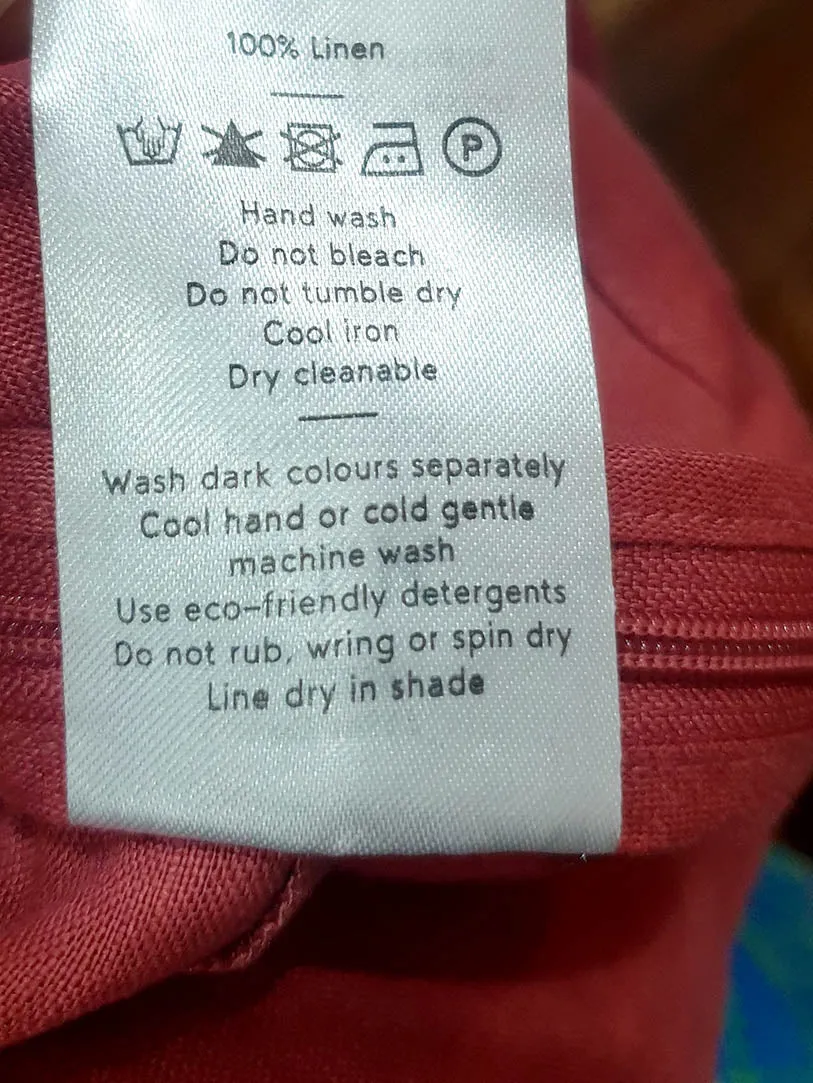 100% Linen
P
Hand wash
Do not bleach
Do not tumble dry
Cool iron
Dry cleanable
Wash dark colours separately
Cool hand or cold gentle
machine wash
Use eco-friendly detergents
Do not rub, wring or spin dry
Line dry in shade